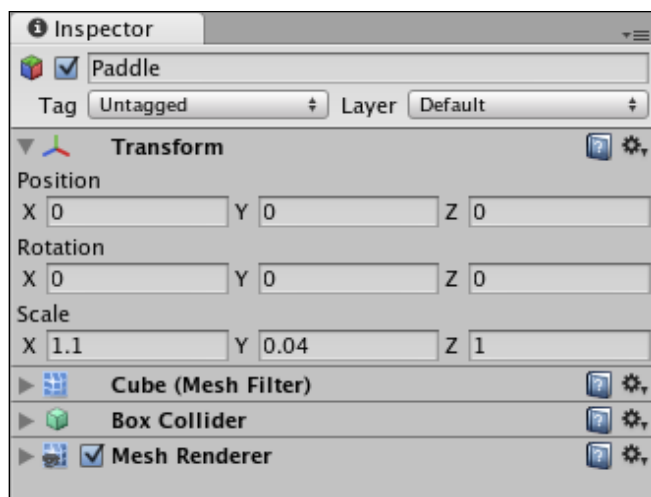 Inspector
Paddle
Tag Untagged Layer Default
Transform
Position
X 0 Y 0 Z 0
Rotation
X 0 Y 0 Z 0
Scale
X 1.1 Y 0.04 Z 1
Cube (Mesh Filter)
Box Collider
Mesh Renderer